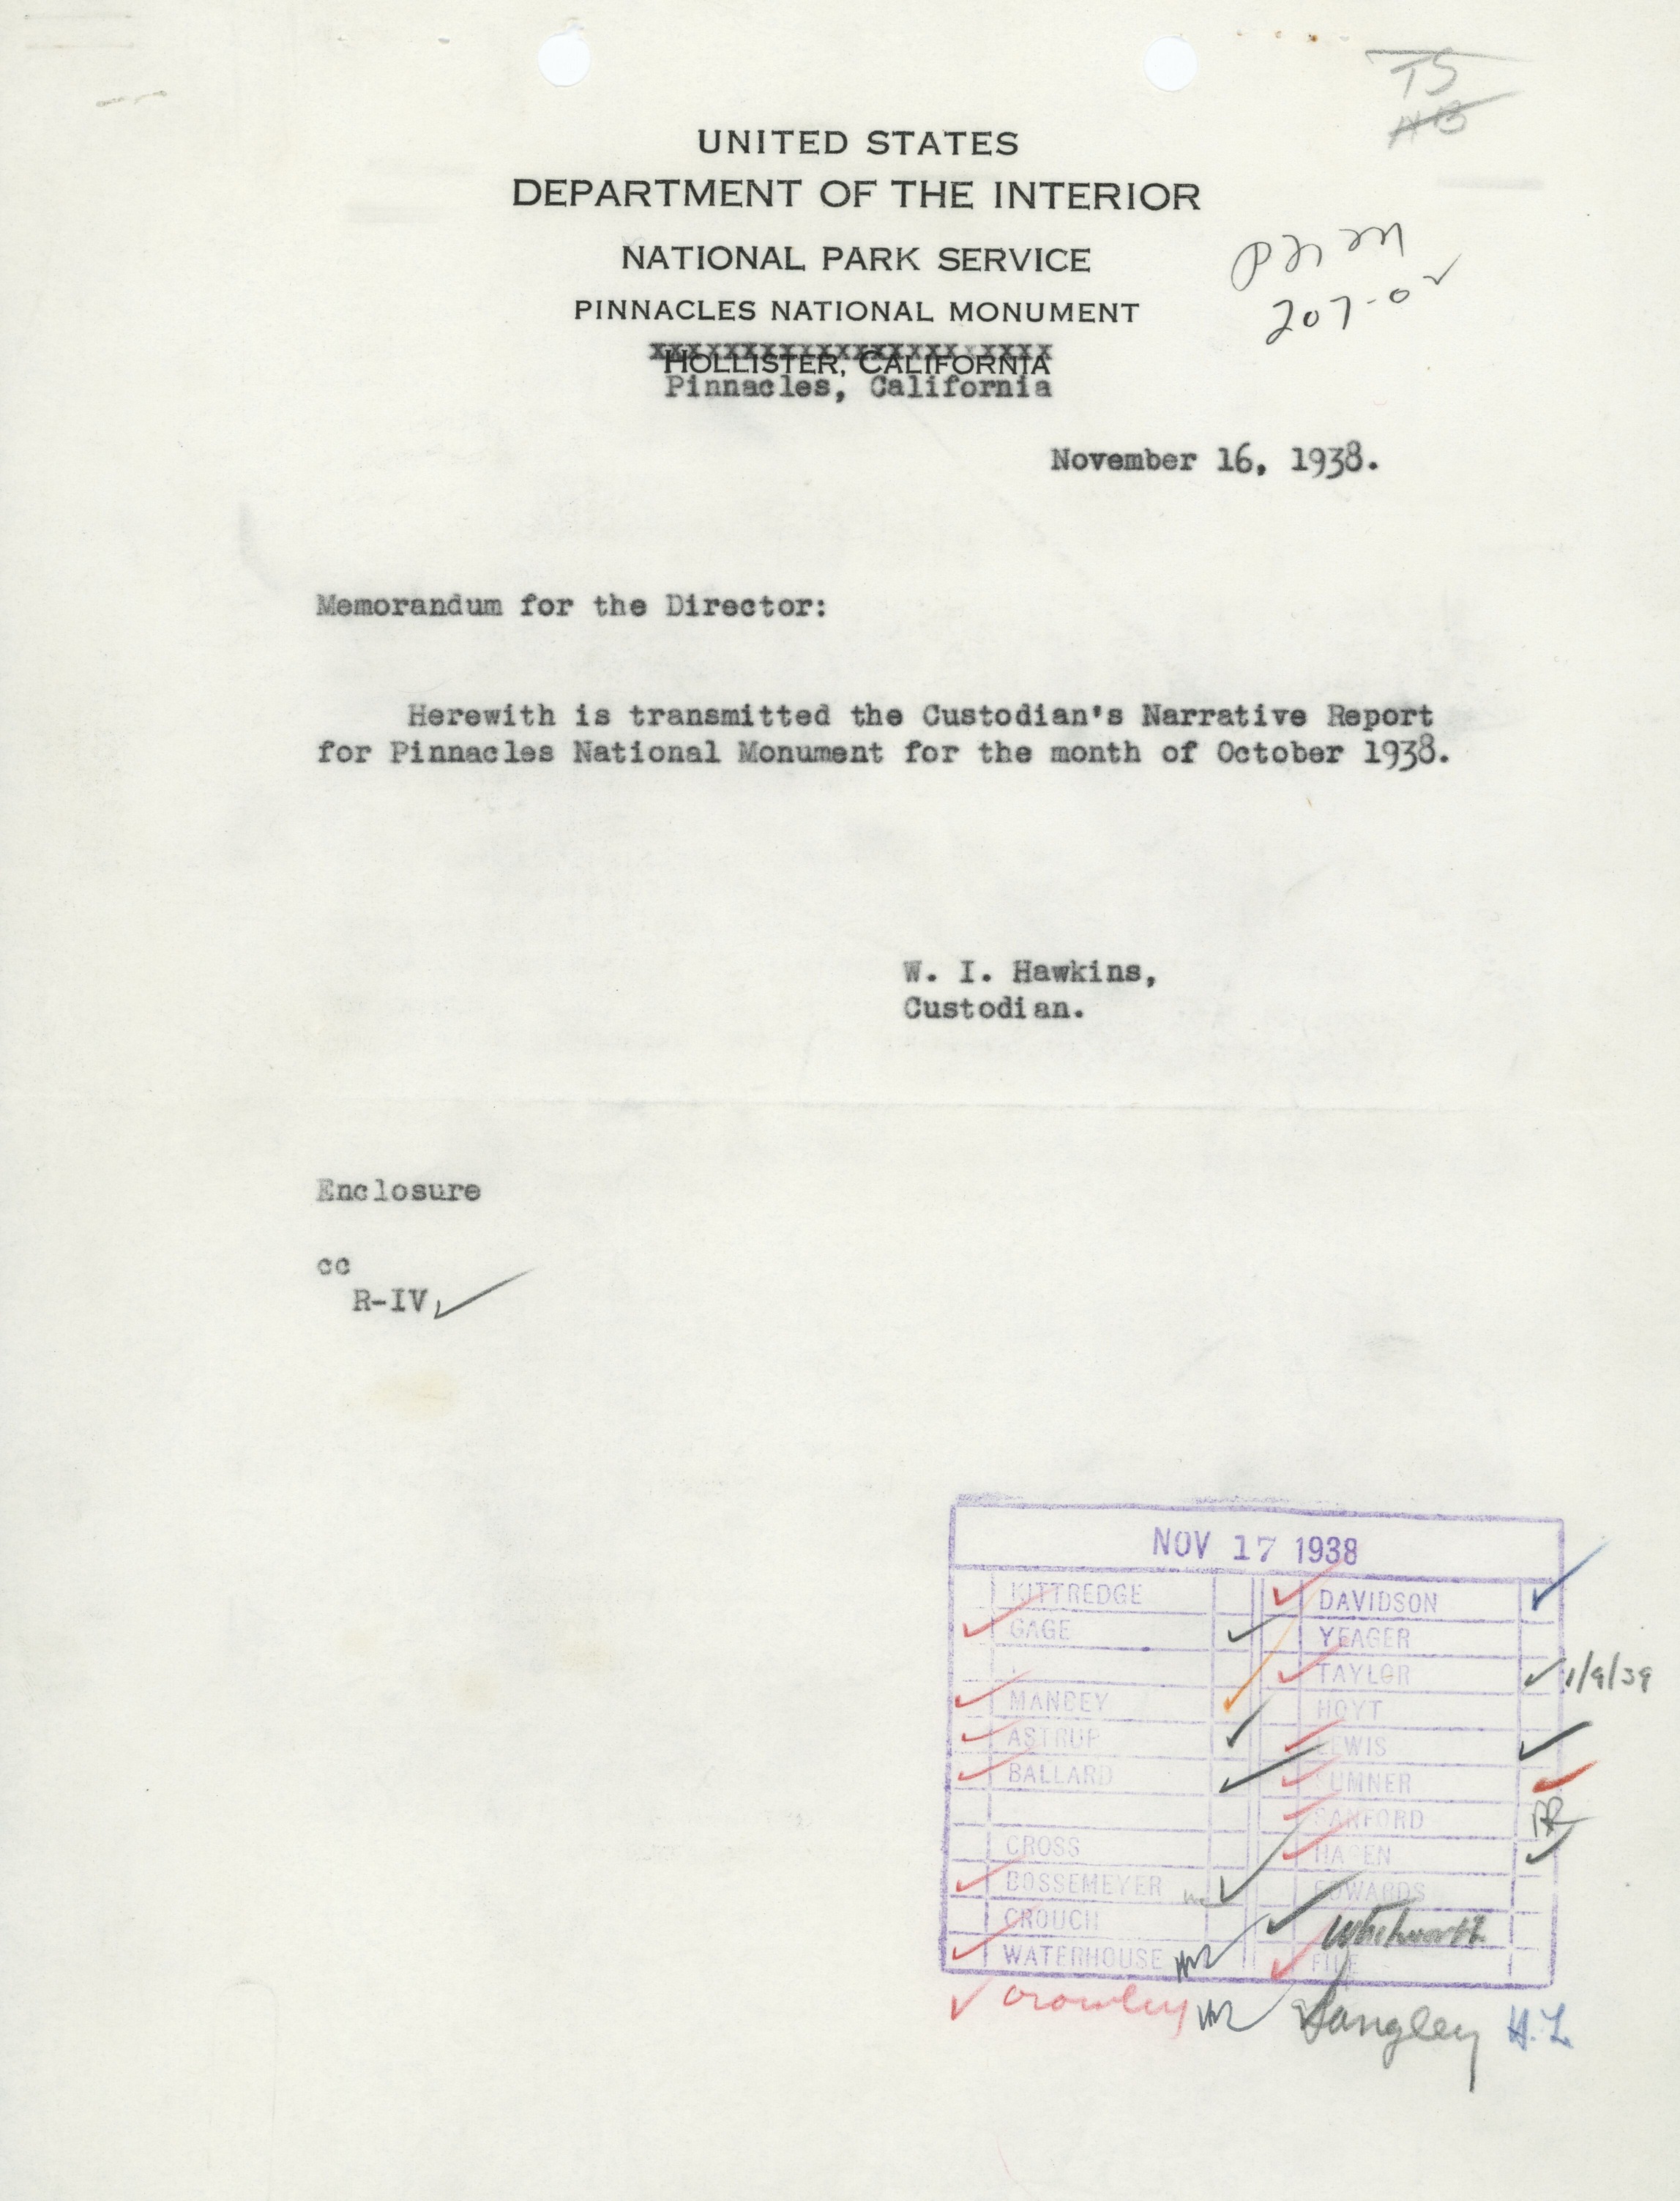 TS
UNITED STATES
DEPARTMENT OF THE INTERIOR
NATIONAL PARK SERVICE
PINNACLES NATIONAL MONUMENT
207-02
HOLLISTER, CALIFORNIA
Pinnacles, California
November 16, 1938.
Memorandum for the Director:
Herewith is transmitted the Custodian's Narrative Report
for Pinnacles National Monument for the month of October 1938.
W. I. Hawkins,
Custodian.
Enclosure
cc
R-IV
NOV 17 1938
KITTREDGE DAVIDSON
GAGE YEAGER
TAYLOR 1/9/39
MANDEY HOYT
ASTRUP LEWIS
BALLARD SUMNER
SANFORD
CROSS HAGEN
BOSSEMEYER EDWARDS
CROUCH Whitworth
WATERHOUSE FILE
Crowley Langley H.L